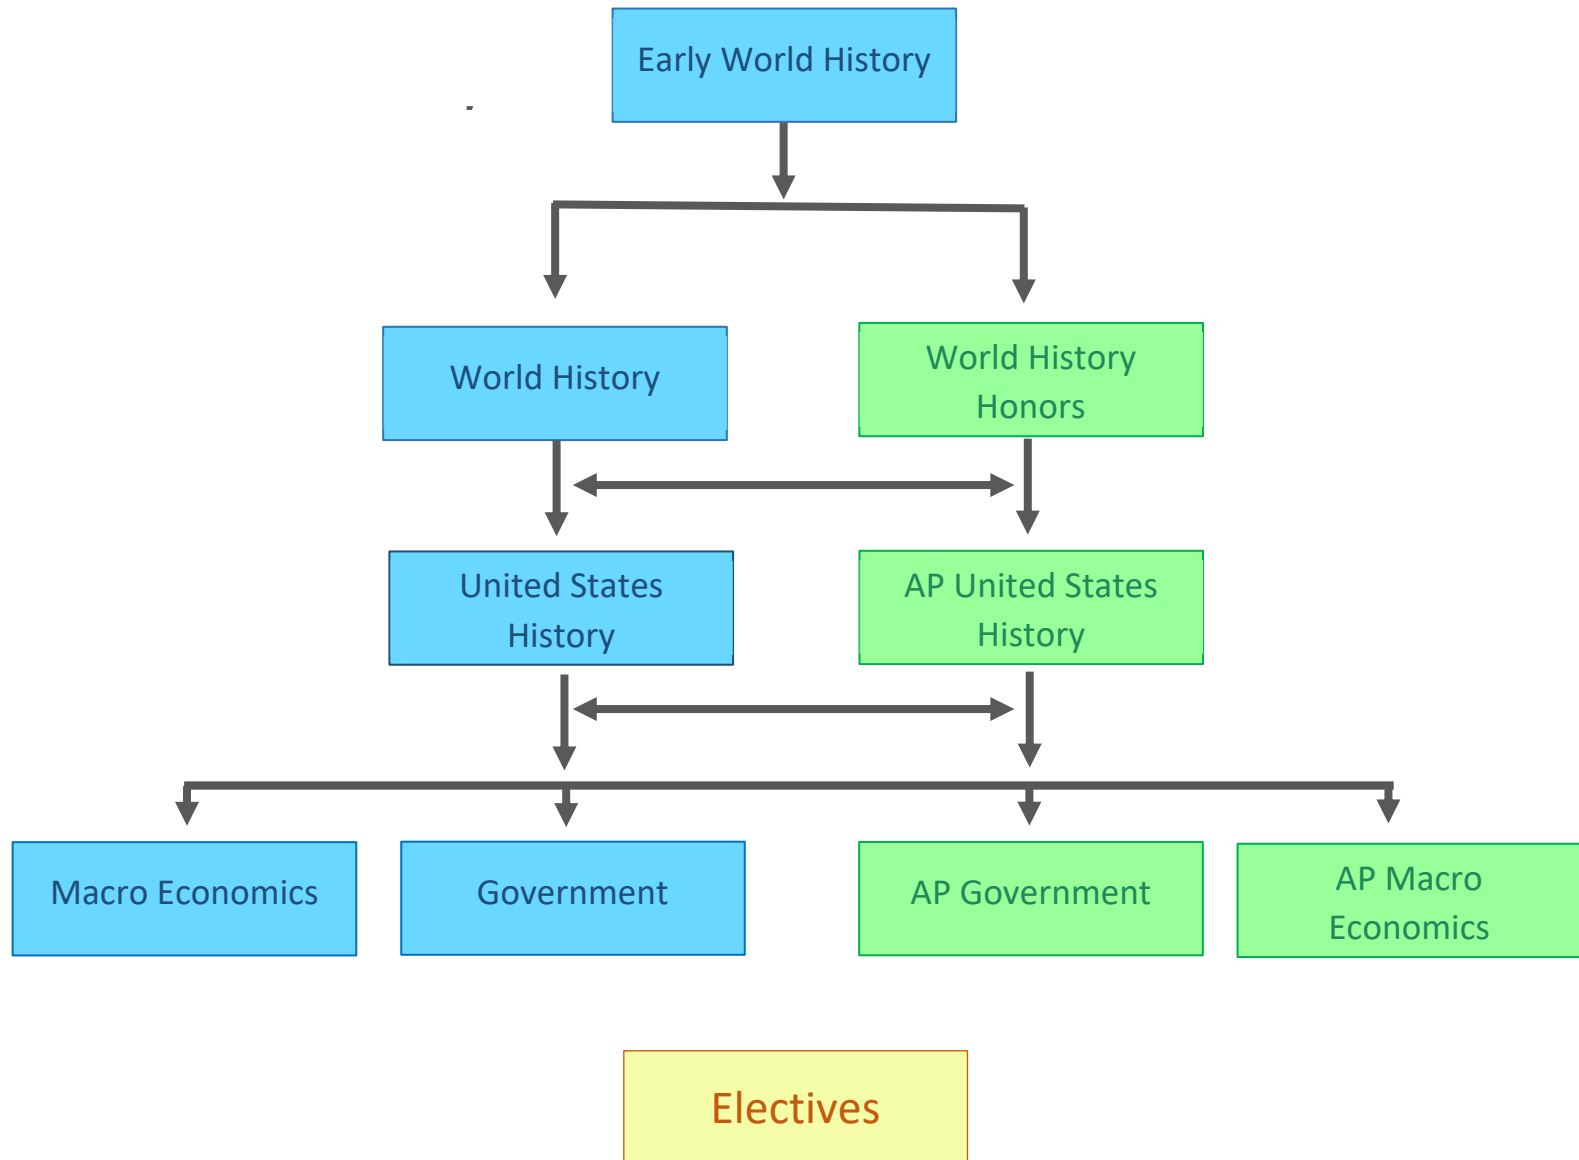 Early World History
World History
World History
Honors
United States
History
AP United States
History
Macro Economics
Government
AP Government
AP Macro
Economics
Electives